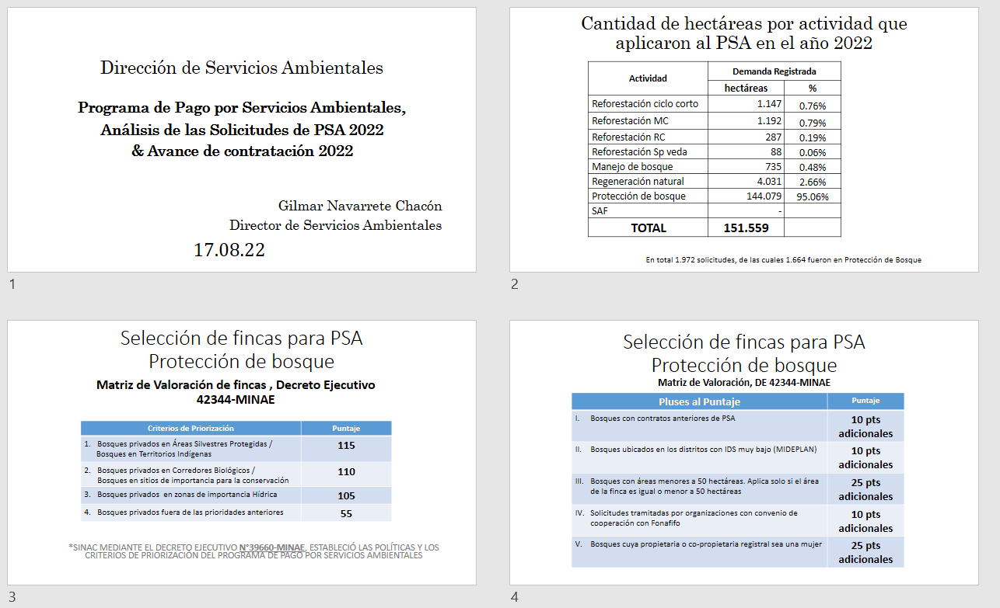 Dirección de Servicios Ambientales
Programa de Pago por Servicios Ambientales,
Análisis de las Solicitudes de PSA 2022
& Avance de contratación 2022
Gilmar Navarrete Chacón
Director de Servicios Ambientales
17.08.22
1
Cantidad de hectáreas por actividad que
aplicaron al PSA en el año 2022
Actividad Demanda Registrada
hectáreas %
Reforestación ciclo corto 1.147 0.76%
Reforestación MC 1.192 0.79%
Reforestación RC 287 0.19%
Reforestación Sp veda 88 0.06%
Manejo de bosque 735 0.48%
Regeneración natural 4.031 2.66%
Protección de bosque 144.079 95.06%
SAF -
TOTAL 151.559
En total 1.972 solicitudes, de las cuales 1.664 fueron en Protección de Bosque
2
Selección de fincas para PSA
Protección de bosque
Matriz de Valoración de fincas , Decreto Ejecutivo
42344-MINAE
Criterios de Priorización Puntaje
1. Bosques privados en Áreas Silvestres Protegidas / 115
Bosques en Territorios Indígenas
2. Bosques privados en Corredores Biológicos / 110
Bosques en sitios de importancia para la conservación
3. Bosques privados en zonas de importancia Hídrica 105
4. Bosques privados fuera de las prioridades anteriores 55
*SINAC MEDIANTE EL DECRETO EJECUTIVO N°39660-MINAE, ESTABLECIÓ LAS POLÍTICAS Y LOS
CRITERIOS DE PRIORIZACIÓN DEL PROGRAMA DE PAGO POR SERVICIOS AMBIENTALES
3
Selección de fincas para PSA
Protección de bosque
Matriz de Valoración, DE 42344-MINAE
Pluses al Puntaje Puntaje
I. Bosques con contratos anteriores de PSA 10 pts
adicionales
II. Bosques ubicados en los distritos con IDS muy bajo (MIDEPLAN) 10 pts
adicionales
III. Bosques con áreas menores a 50 hectáreas. Aplica solo si el área 25 pts
de la finca es igual o menor a 50 hectáreas adicionales
IV. Solicitudes tramitadas por organizaciones con convenio de 10 pts
cooperación con Fonafifo adicionales
V. Bosques cuya propietaria o co-propietaria registral sea una mujer 25 pts
adicionales
4